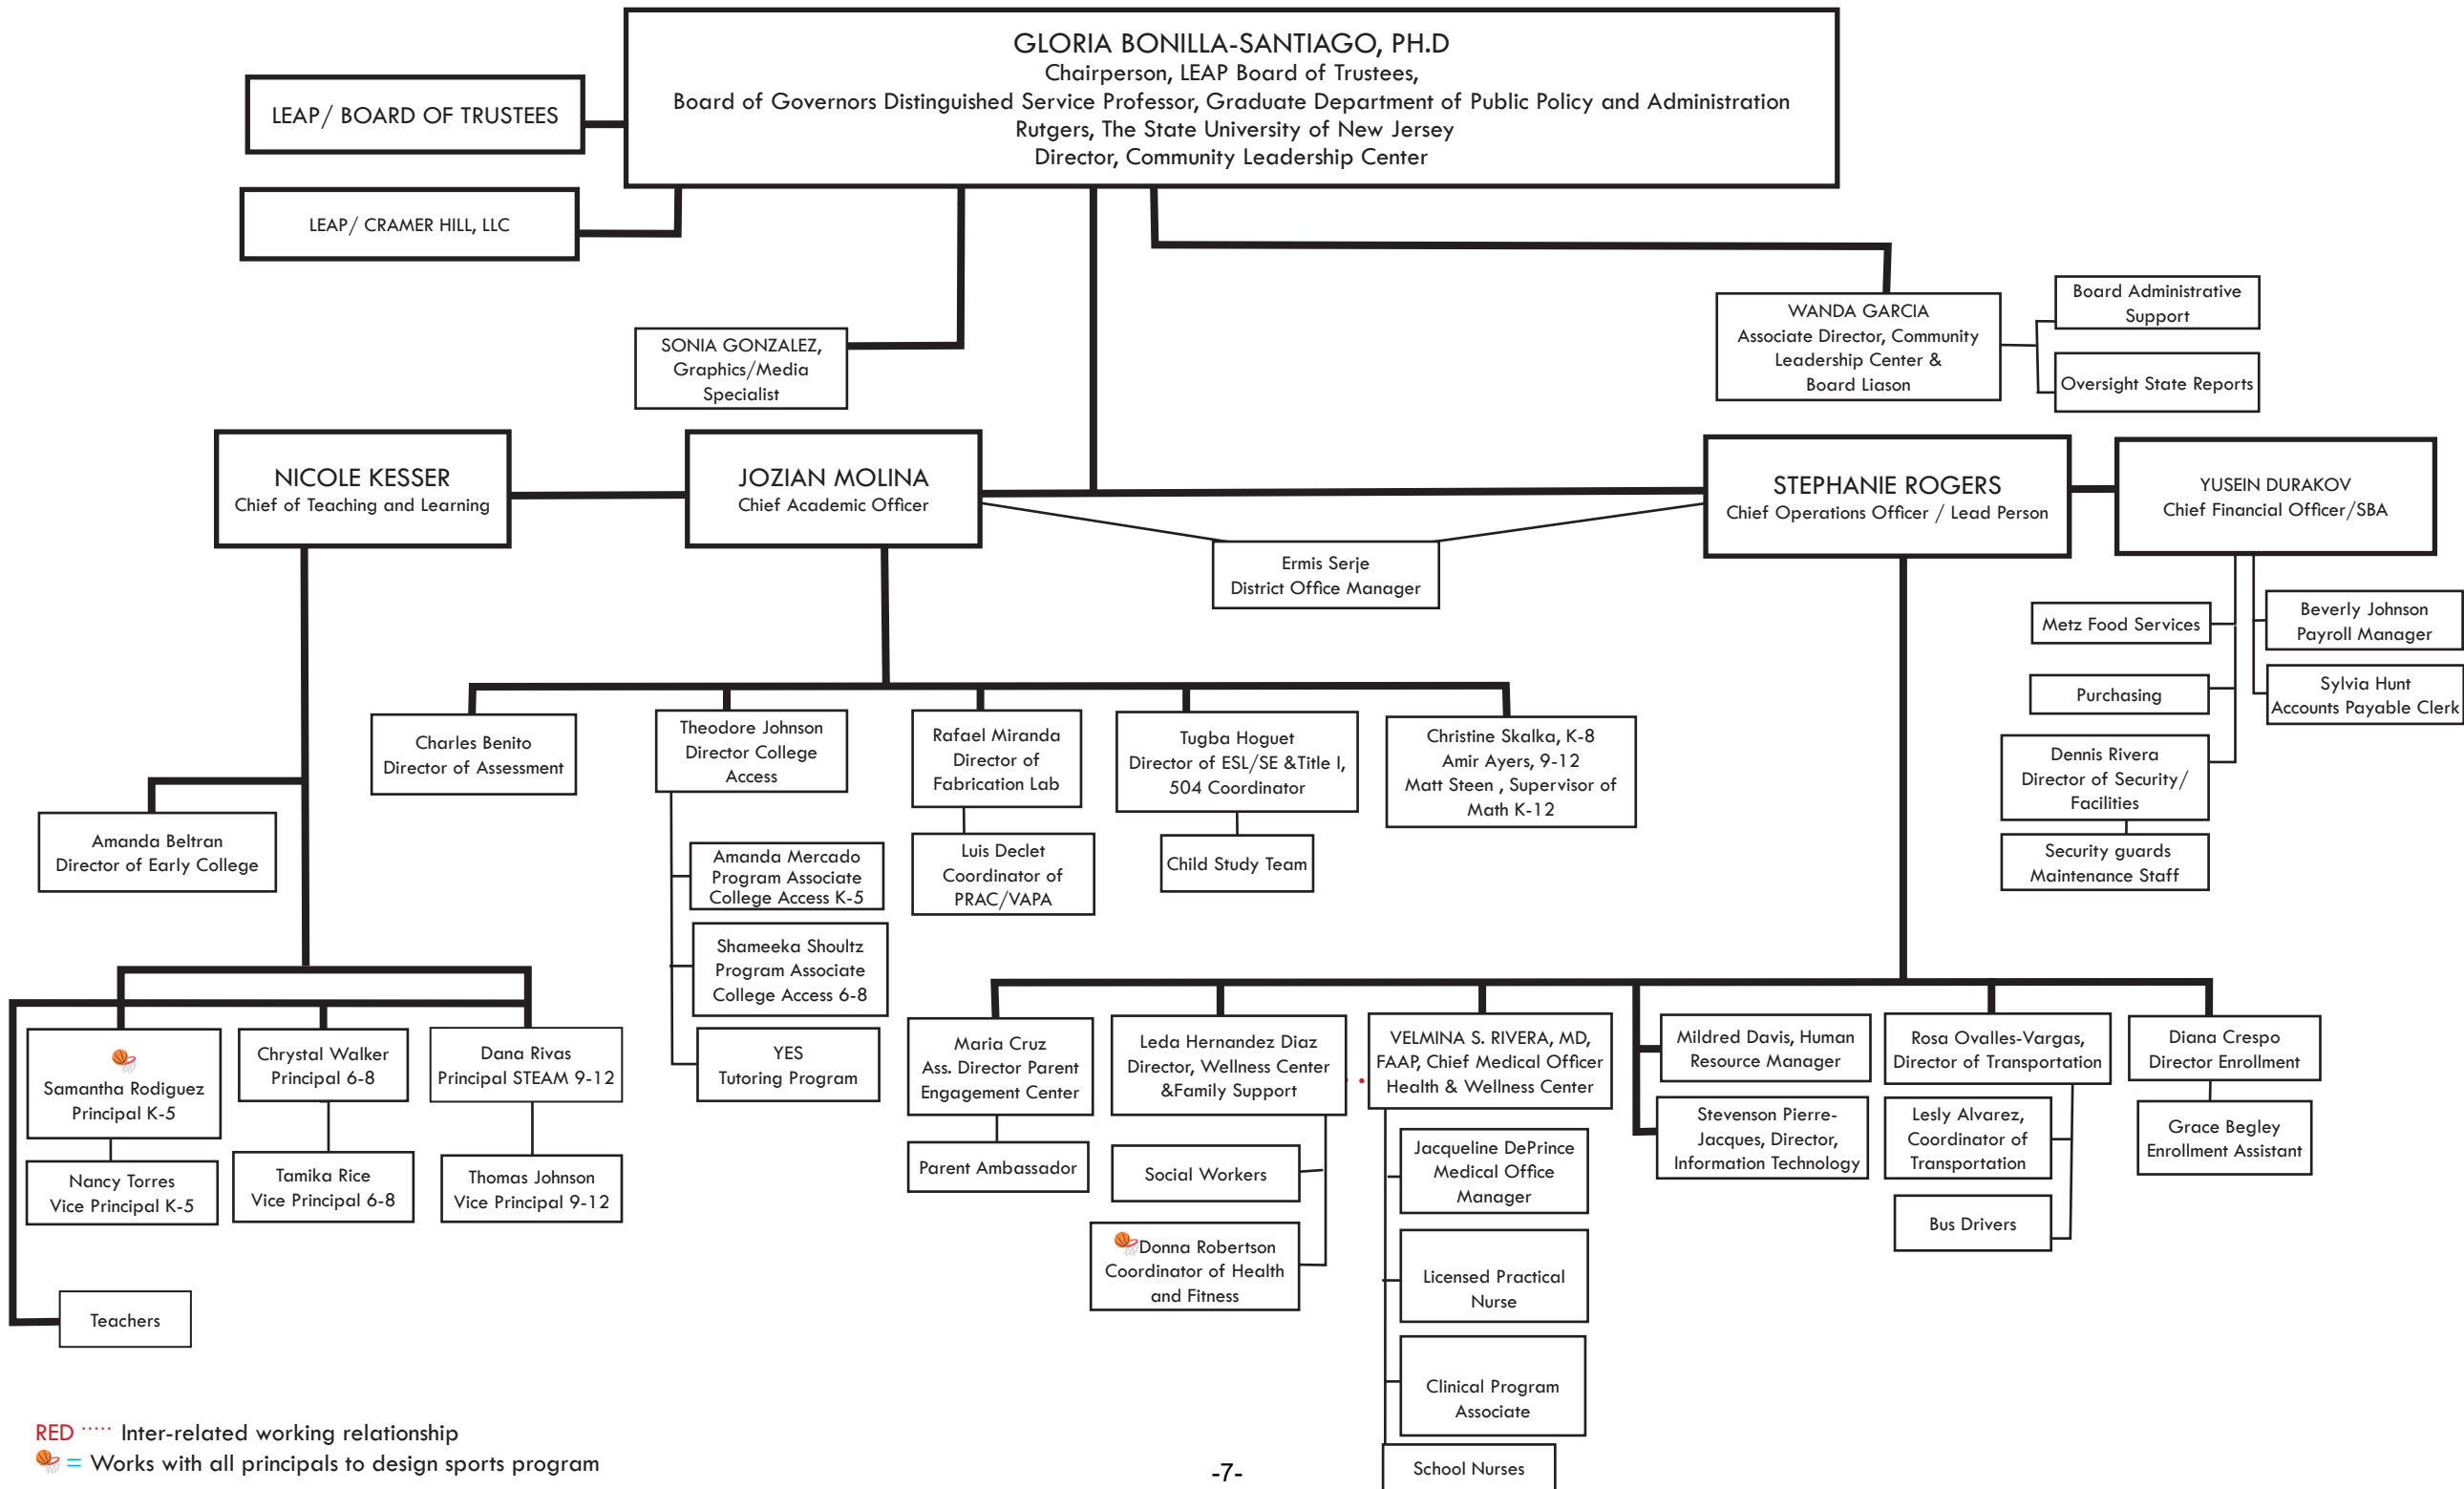 GLORIA BONILLA-SANTIAGO, PH.D
Chairperson, LEAP Board of Trustees,
Board of Governors Distinguished Service Professor, Graduate Department of Public Policy and Administration
Rutgers, The State University of New Jersey
Director, Community Leadership Center
LEAP/ BOARD OF TRUSTEES
LEAP/ CRAMER HILL, LLC
SONIA GONZALEZ,
Graphics/Media
Specialist
WANDA GARCIA
Associate Director, Community
Leadership Center &
Board Liason
Board Administrative
Support
Oversight State Reports
NICOLE KESSER
Chief of Teaching and Learning
JOZIAN MOLINA
Chief Academic Officer
STEPHANIE ROGERS
Chief Operations Officer / Lead Person
YUSEIN DURAKOV
Chief Financial Officer/SBA
Ermis Serje
District Office Manager
Metz Food Services
Beverly Johnson
Payroll Manager
Purchasing
Sylvia Hunt
Accounts Payable Clerk
Dennis Rivera
Director of Security/
Facilities
Security guards
Maintenance Staff
Charles Benito
Director of Assessment
Theodore Johnson
Director College
Access
Rafael Miranda
Director of
Fabrication Lab
Tugba Hoguet
Director of ESL/SE &Title I,
504 Coordinator
Christine Skalka, K-8
Amir Ayers, 9-12
Matt Steen , Supervisor of
Math K-12
Amanda Beltran
Director of Early College
Amanda Mercado
Program Associate
College Access K-5
Luis Declet
Coordinator of
PRAC/VAPA
Child Study Team
Shameeka Shoultz
Program Associate
College Access 6-8
YES
Tutoring Program
Samantha Rodiguez
Principal K-5
Chrystal Walker
Principal 6-8
Dana Rivas
Principal STEAM 9-12
Nancy Torres
Vice Principal K-5
Tamika Rice
Vice Principal 6-8
Thomas Johnson
Vice Principal 9-12
Teachers
Maria Cruz
Ass. Director Parent
Engagement Center
Leda Hernandez Diaz
Director, Wellness Center
&Family Support
VELMINA S. RIVERA, MD,
FAAP, Chief Medical Officer
Health & Wellness Center
Mildred Davis, Human
Resource Manager
Rosa Ovalles-Vargas,
Director of Transportation
Diana Crespo
Director Enrollment
Parent Ambassador
Social Workers
Donna Robertson
Coordinator of Health
and Fitness
Jacqueline DePrince
Medical Office
Manager
Licensed Practical
Nurse
Clinical Program
Associate
School Nurses
Stevenson Pierre-
Jacques, Director,
Information Technology
Lesly Alvarez,
Coordinator of
Transportation
Bus Drivers
Grace Begley
Enrollment Assistant
RED ..... Inter-related working relationship
= Works with all principals to design sports program
-7-